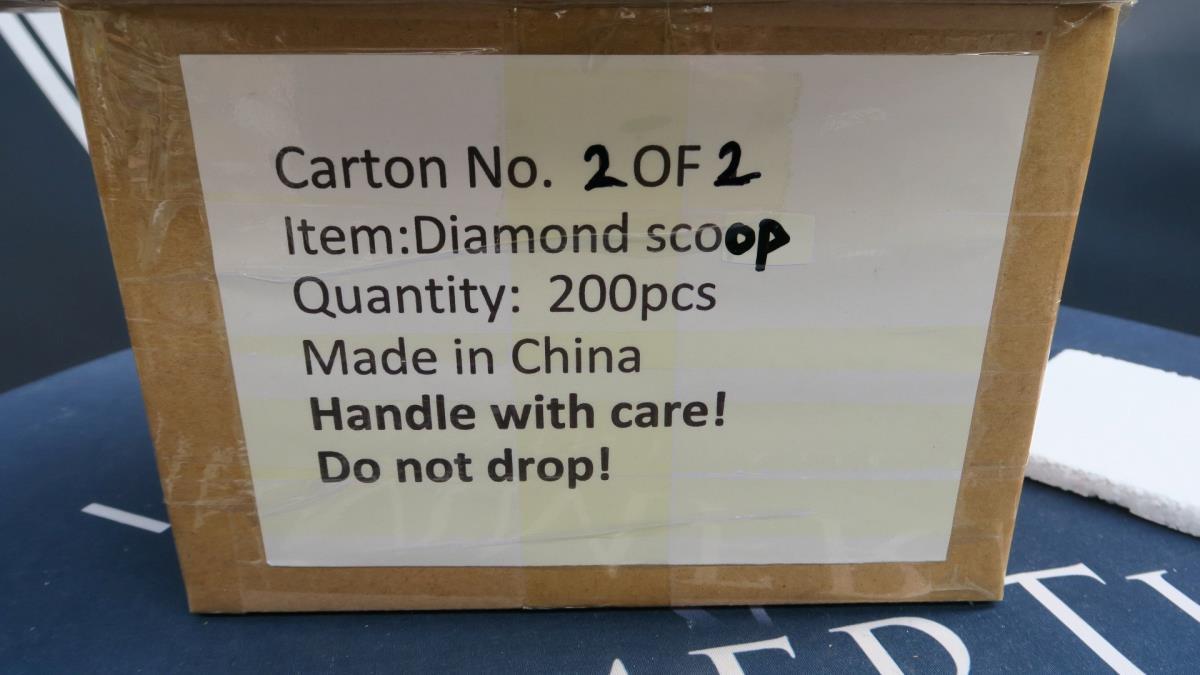 Carton No. 2 OF 2
Item:Diamond scoop
Quantity: 200pcs
Made in China
Handle with care!
Do not drop!